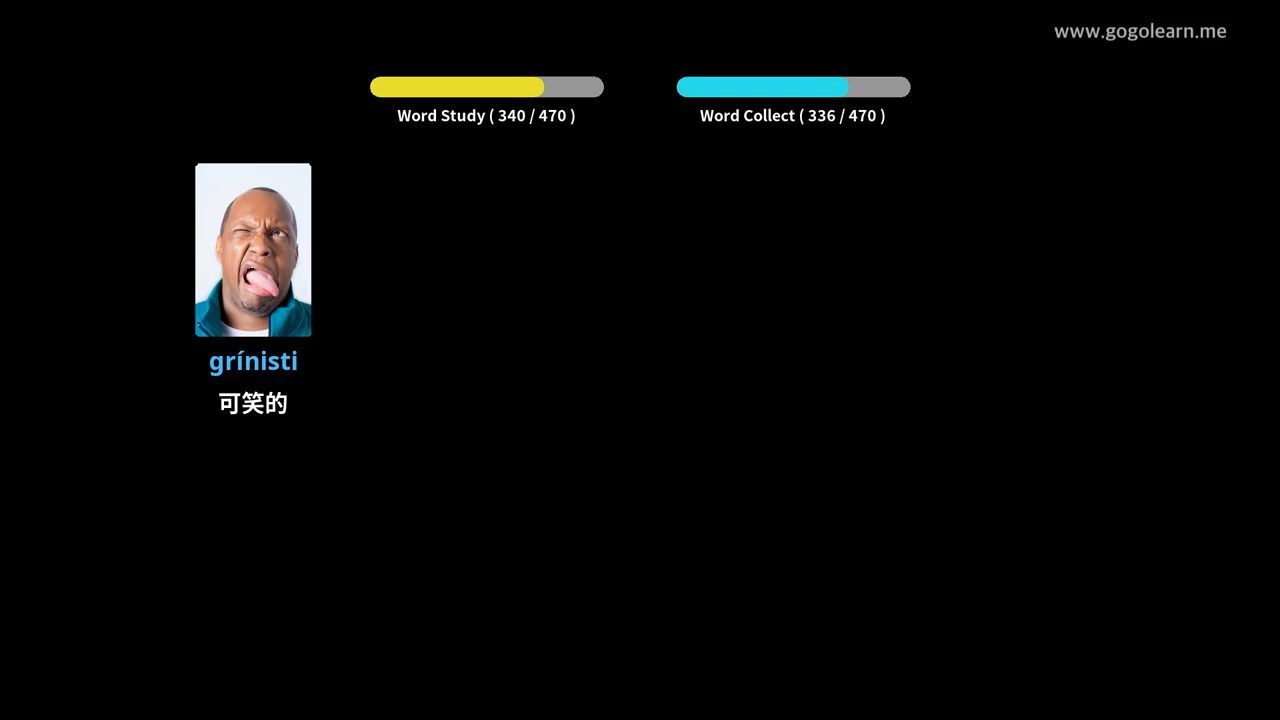 www.gogolearn.me
Word Study ( 340 / 470 )
Word Collect ( 336 / 470 )
grínisti
可笑的